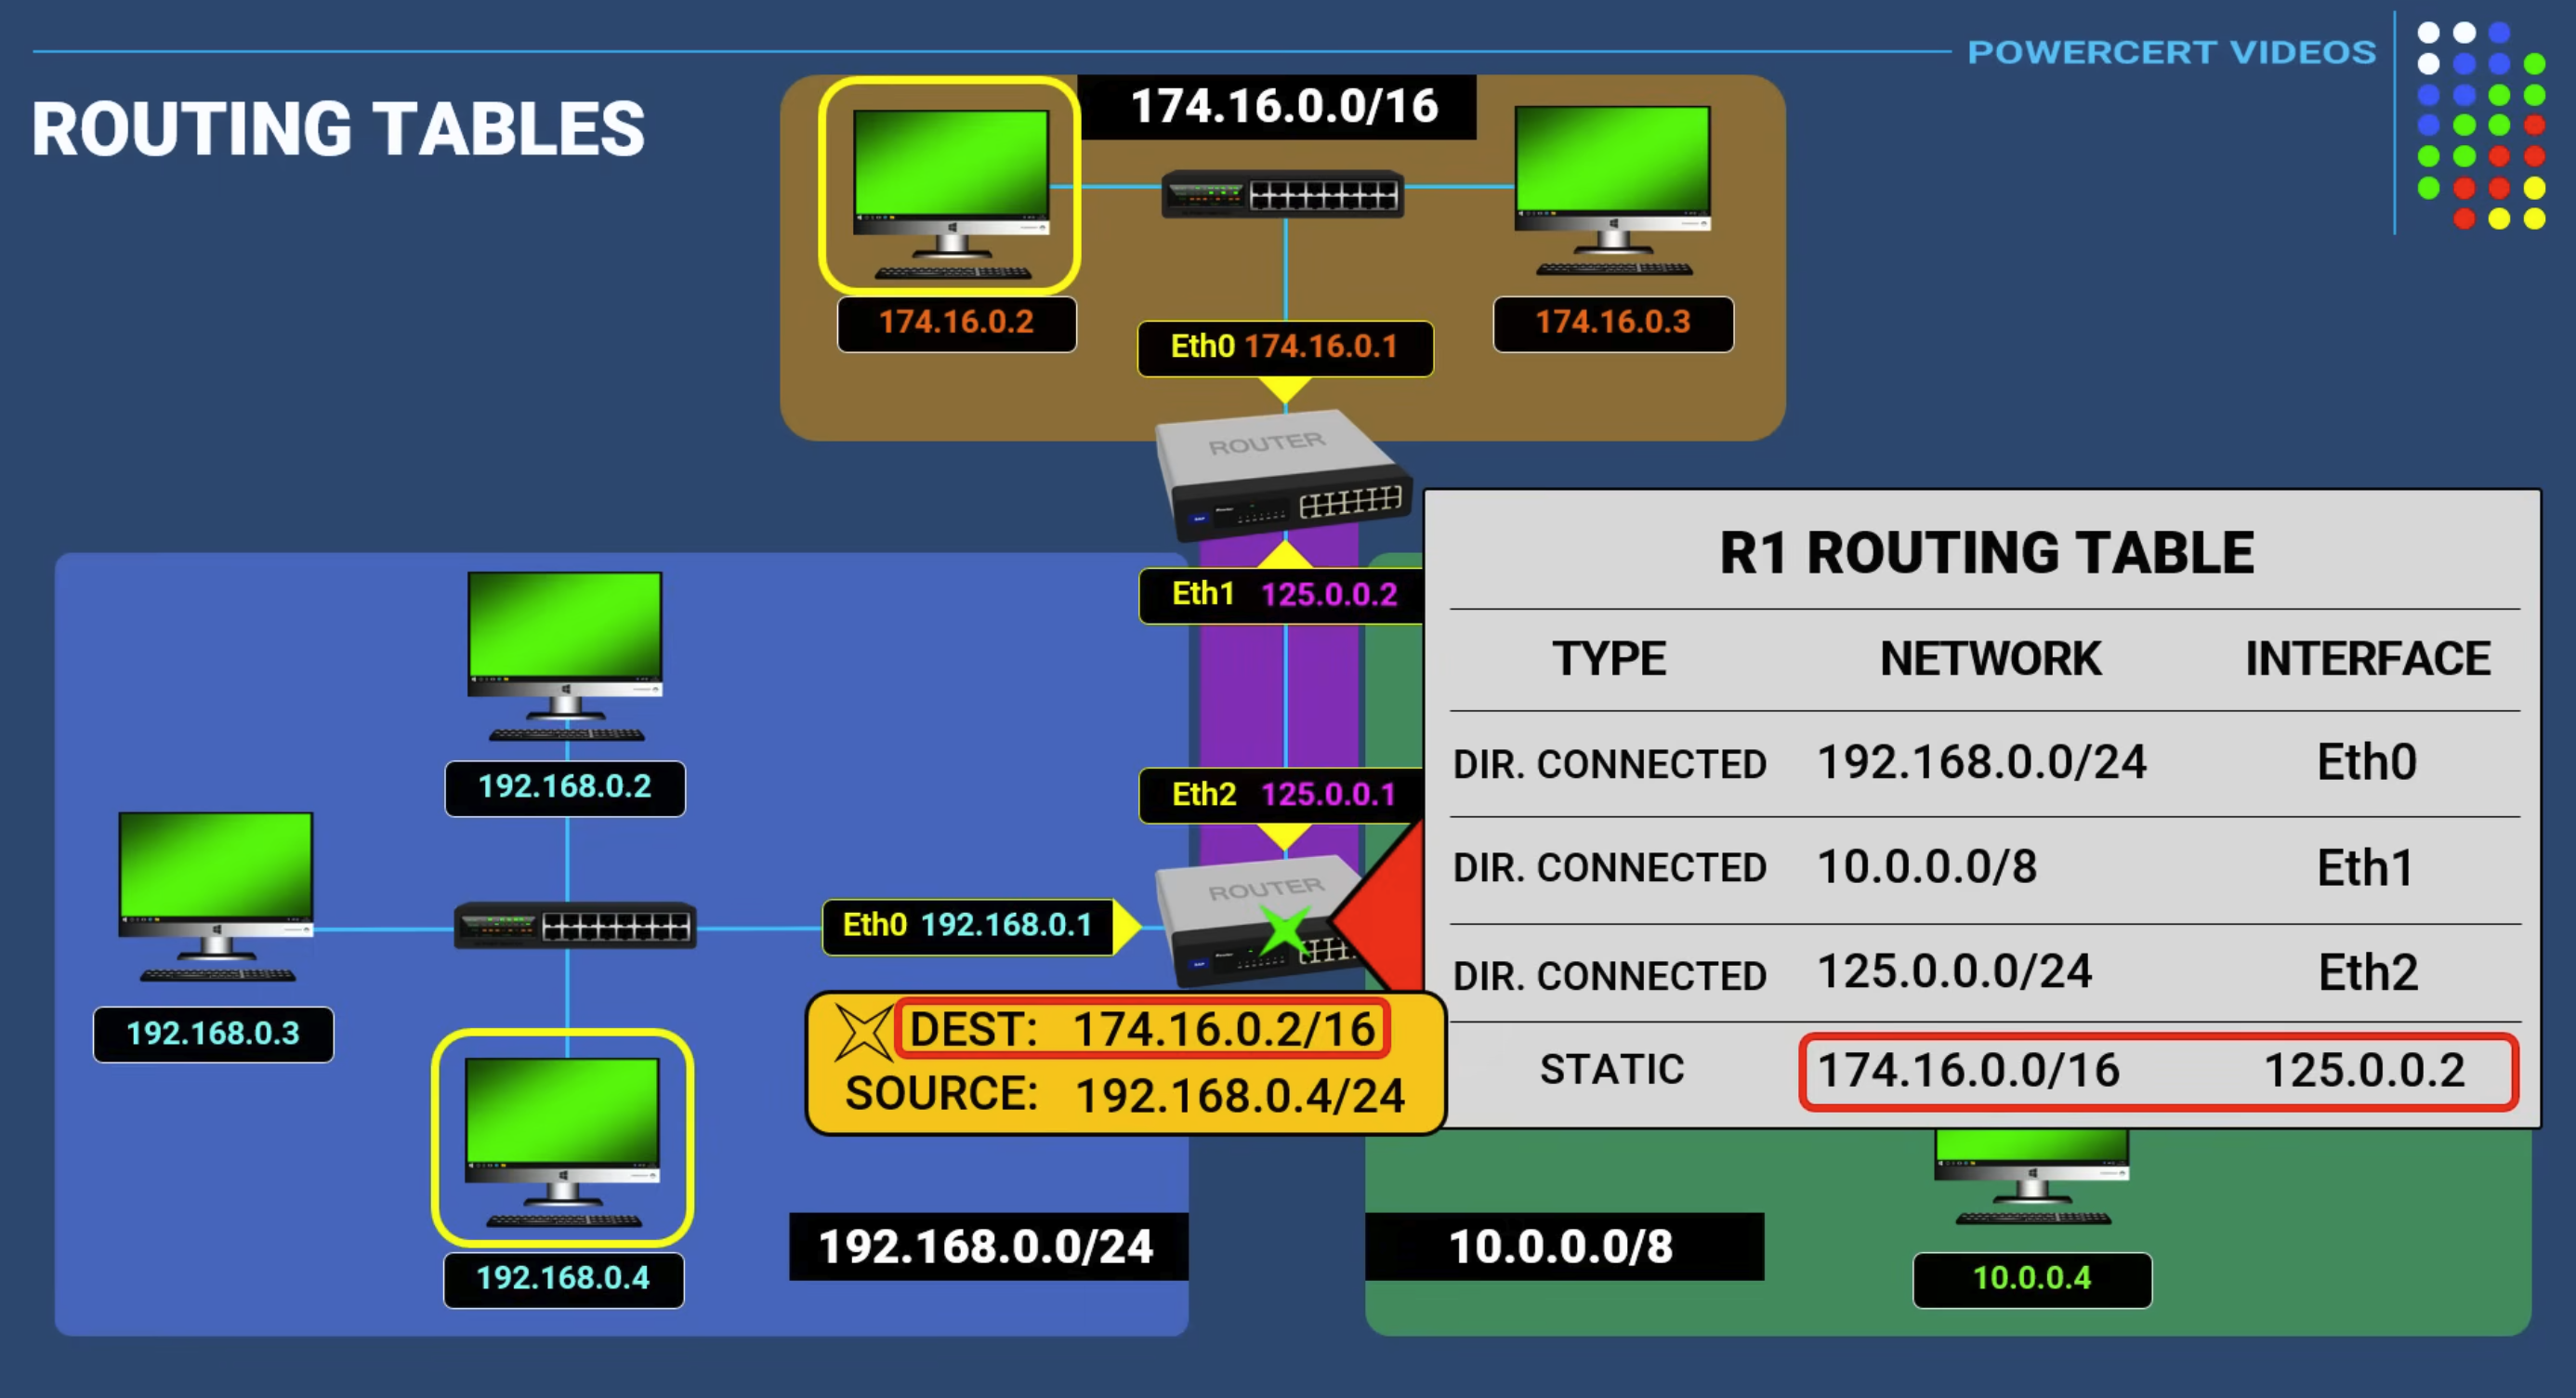 POWERCERT VIDEOS
ROUTING TABLES
174.16.0.0/16
174.16.0.2
Eth0 174.16.0.1
174.16.0.3
ROUTER
R1 ROUTING TABLE
TYPE NETWORK INTERFACE
DIR. CONNECTED 192.168.0.0/24 Eth0
DIR. CONNECTED 10.0.0.0/8 Eth1
DIR. CONNECTED 125.0.0.0/24 Eth2
STATIC 174.16.0.0/16 125.0.0.2
Eth1 125.0.0.2
192.168.0.2
Eth2 125.0.0.1
ROUTER
Eth0 192.168.0.1
192.168.0.3
DEST: 174.16.0.2/16
SOURCE: 192.168.0.4/24
192.168.0.4
192.168.0.0/24
10.0.0.0/8
10.0.0.4